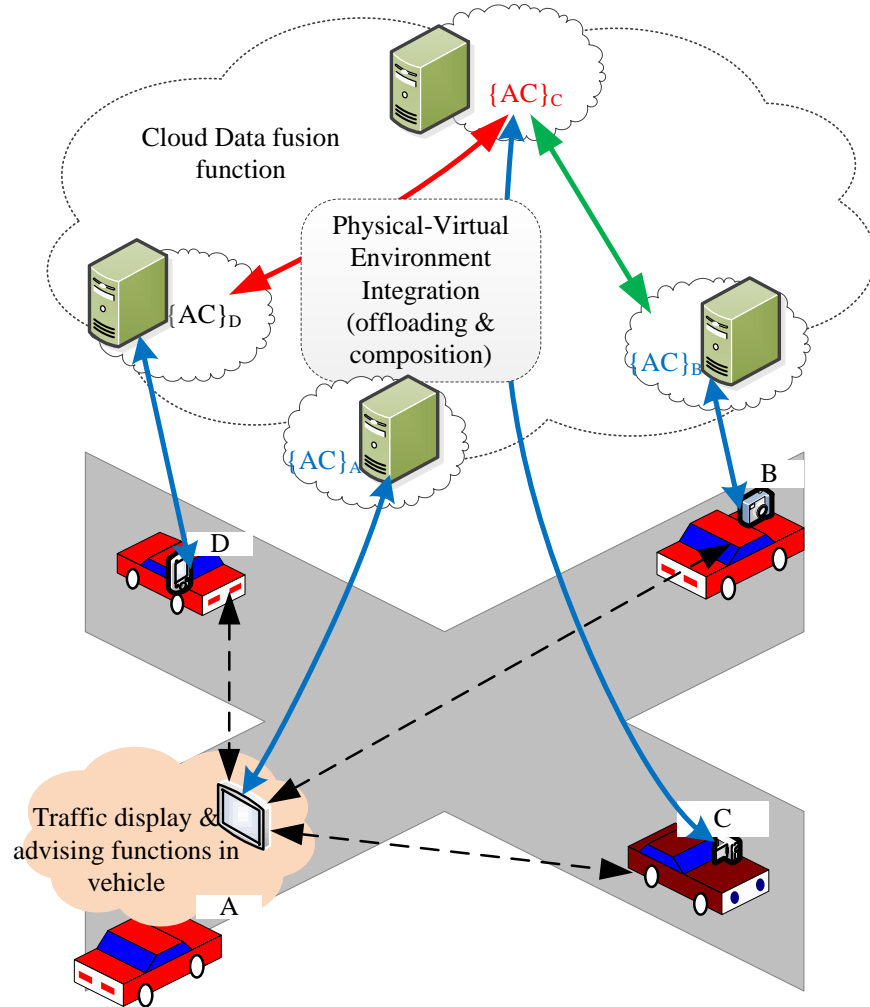 {AC}C
Cloud Data fusion
function
Physical-Virtual
Environment
Integration
(offloading &
composition)
{AC}D
{AC}B
{AC}A
B
D
C
Traffic display &
advising functions in
vehicle
A